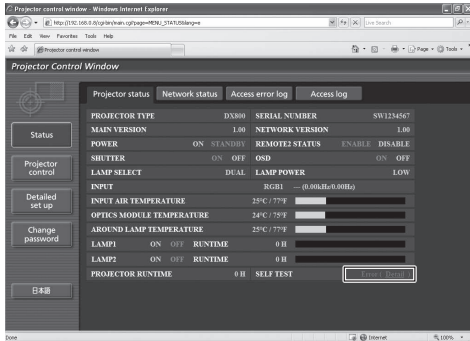 Projector control window - Windows Internet Explorer
http://192.168.0.8/cgi-bin/main.cgi?page=MENU_STATUS&lang=e
Live Search
File Edit View Favorites Tools Help
Projector control window
Page Tools
Projector Control Window
Projector status Network status Access error log Access log
Status
Projector control
Detailed set up
Change password
日本語
PROJECTOR TYPE DX800 SERIAL NUMBER SW1234567
MAIN VERSION 1.00 NETWORK VERSION 1.00
POWER ON STANDBY REMOTE2 STATUS ENABLE DISABLE
SHUTTER ON OFF OSD ON OFF
LAMP SELECT DUAL LAMP POWER LOW
INPUT RGB1 --- (0.00kHz/0.00Hz)
INPUT AIR TEMPERATURE 25°C / 77°F
OPTICS MODULE TEMPERATURE 24°C / 75°F
AROUND LAMP TEMPERATURE 25°C / 77°F
LAMP1 ON OFF RUNTIME 0 H
LAMP2 ON OFF RUNTIME 0 H
PROJECTOR RUNTIME 0 H SELF TEST Error [ Detail ]
Done Internet 100%